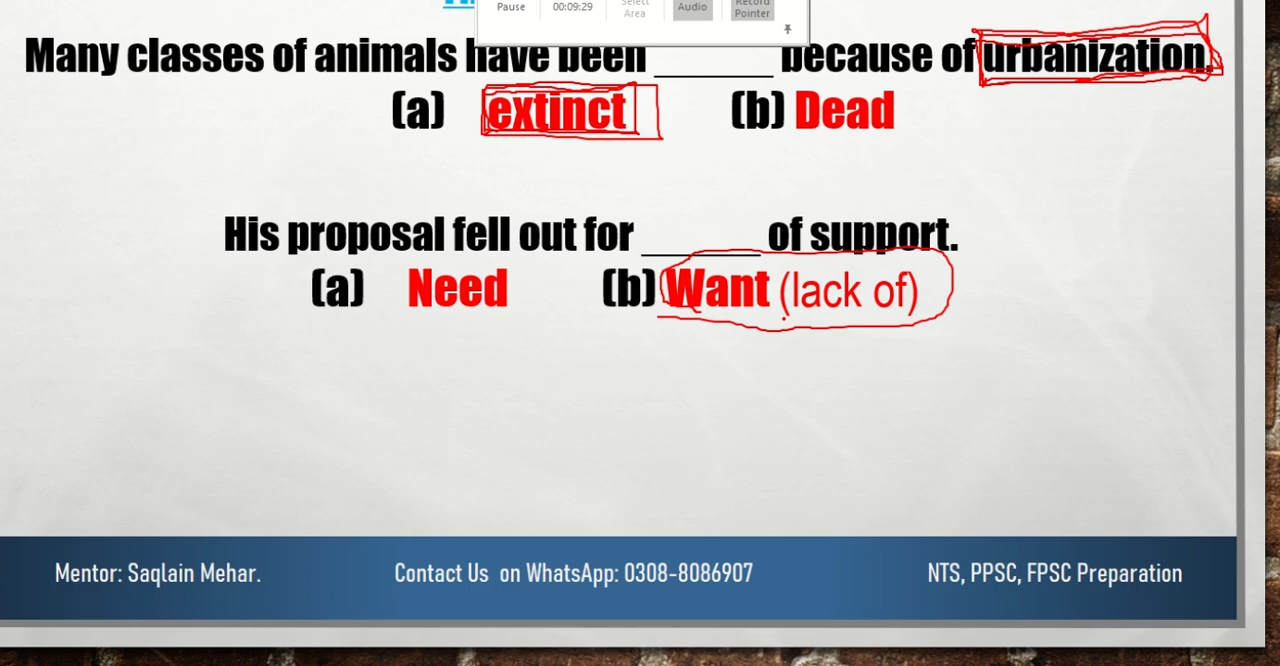 Pause 00:09:29 Select Area Audio Record Pointer
Many classes of animals have been ______ because of urbanization.
(a) extinct (b) Dead
His proposal fell out for ______ of support.
(a) Need (b) Want (lack of)
Mentor: Saqlain Mehar. Contact Us on WhatsApp: 0308-8086907 NTS, PPSC, FPSC Preparation